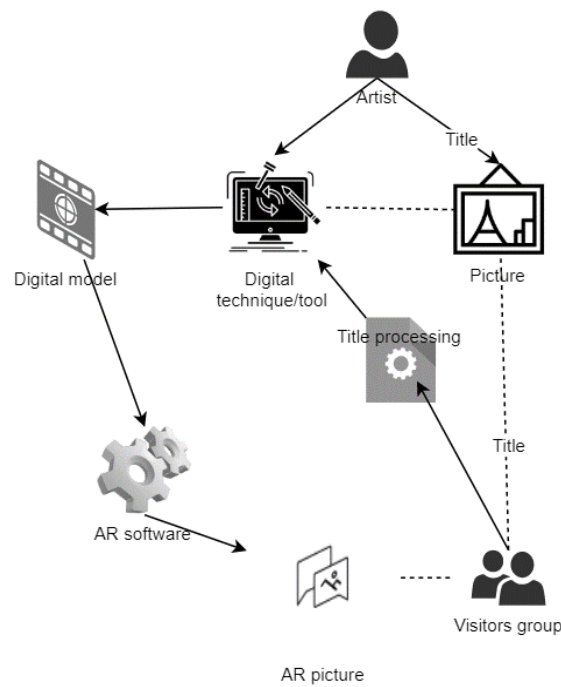 Artist
Title
Digital model
Digital
technique/tool
Picture
Title processing
Title
AR software
Visitors group
AR picture